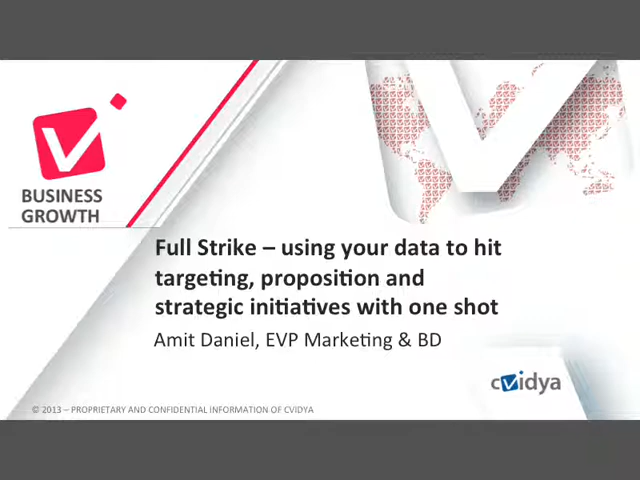 BUSINESS
GROWTH
Full Strike – using your data to hit
targeting, proposition and
strategic initiatives with one shot
Amit Daniel, EVP Marketing & BD
cvidya
© 2013 – PROPRIETARY AND CONFIDENTIAL INFORMATION OF CVIDYA